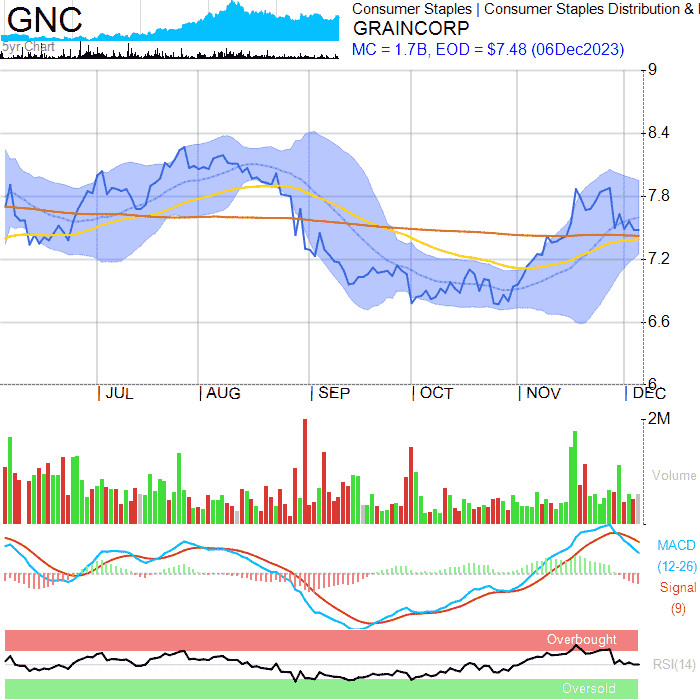 GNC
5yr Chart
Consumer Staples | Consumer Staples Distribution &
GRAINCORP
MC = 1.7B, EOD = $7.48 (06Dec2023)
9
8.4
7.8
7.2
6.6
6
JUL AUG SEP OCT NOV DEC
2M
Volume
MACD
(12-26)
Signal
(9)
Overbought
RSI(14)
Oversold